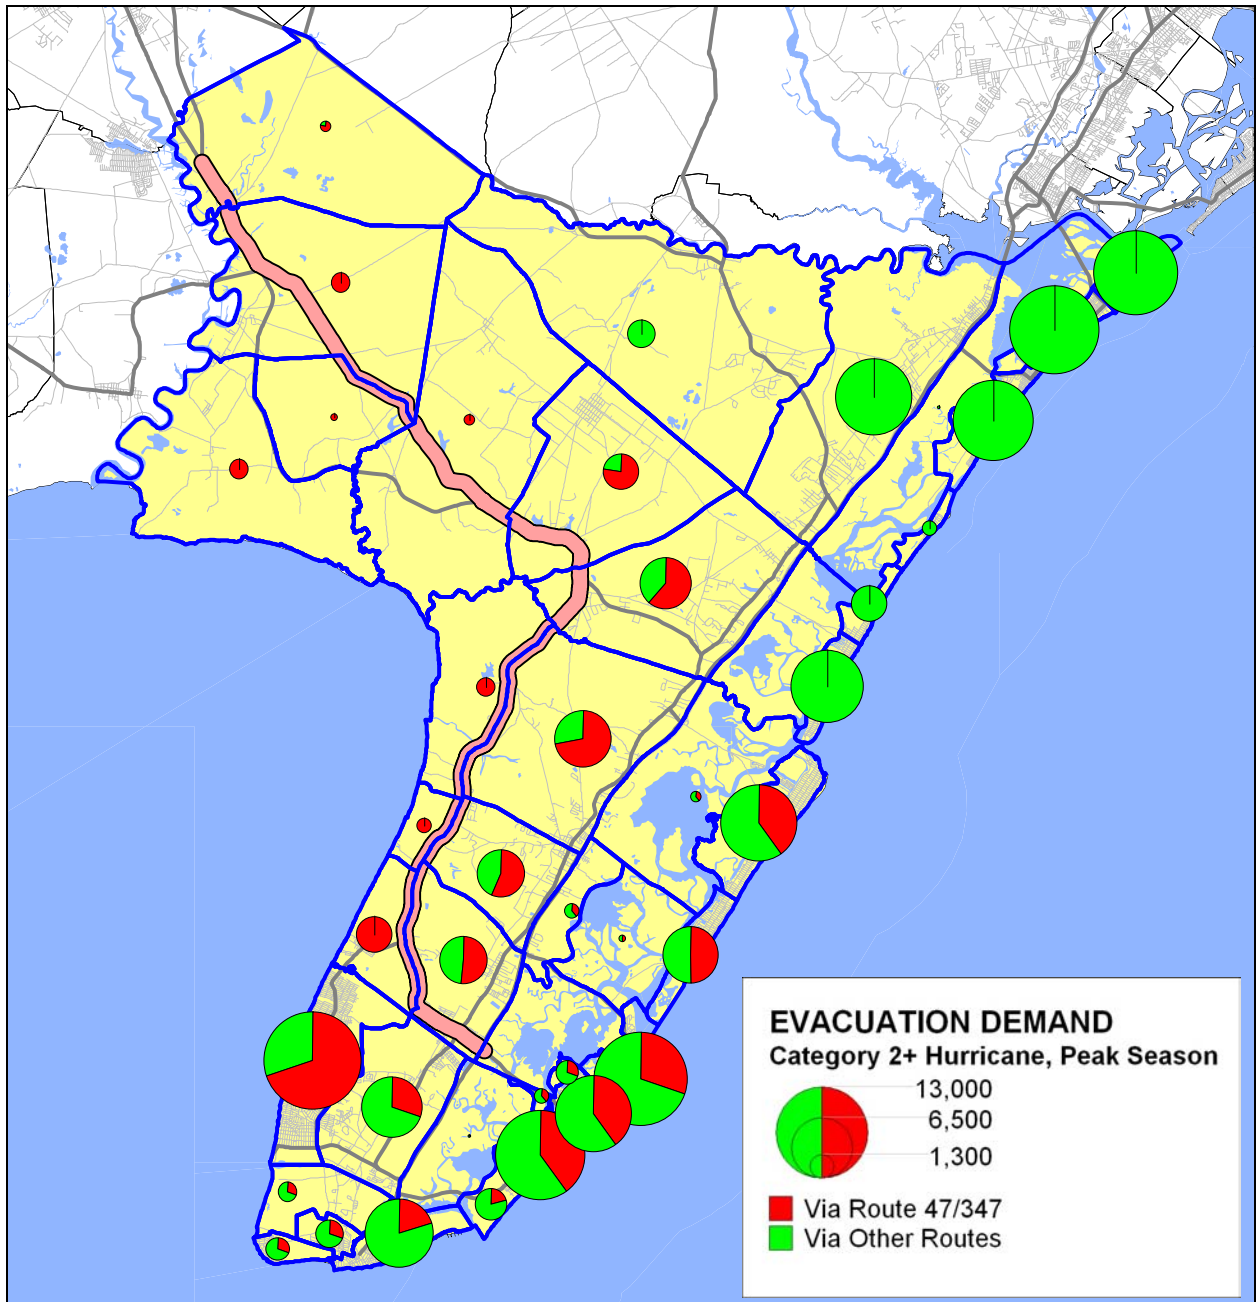 EVACUATION DEMAND
Category 2+ Hurricane, Peak Season
13,000
6,500
1,300
Via Route 47/347
Via Other Routes